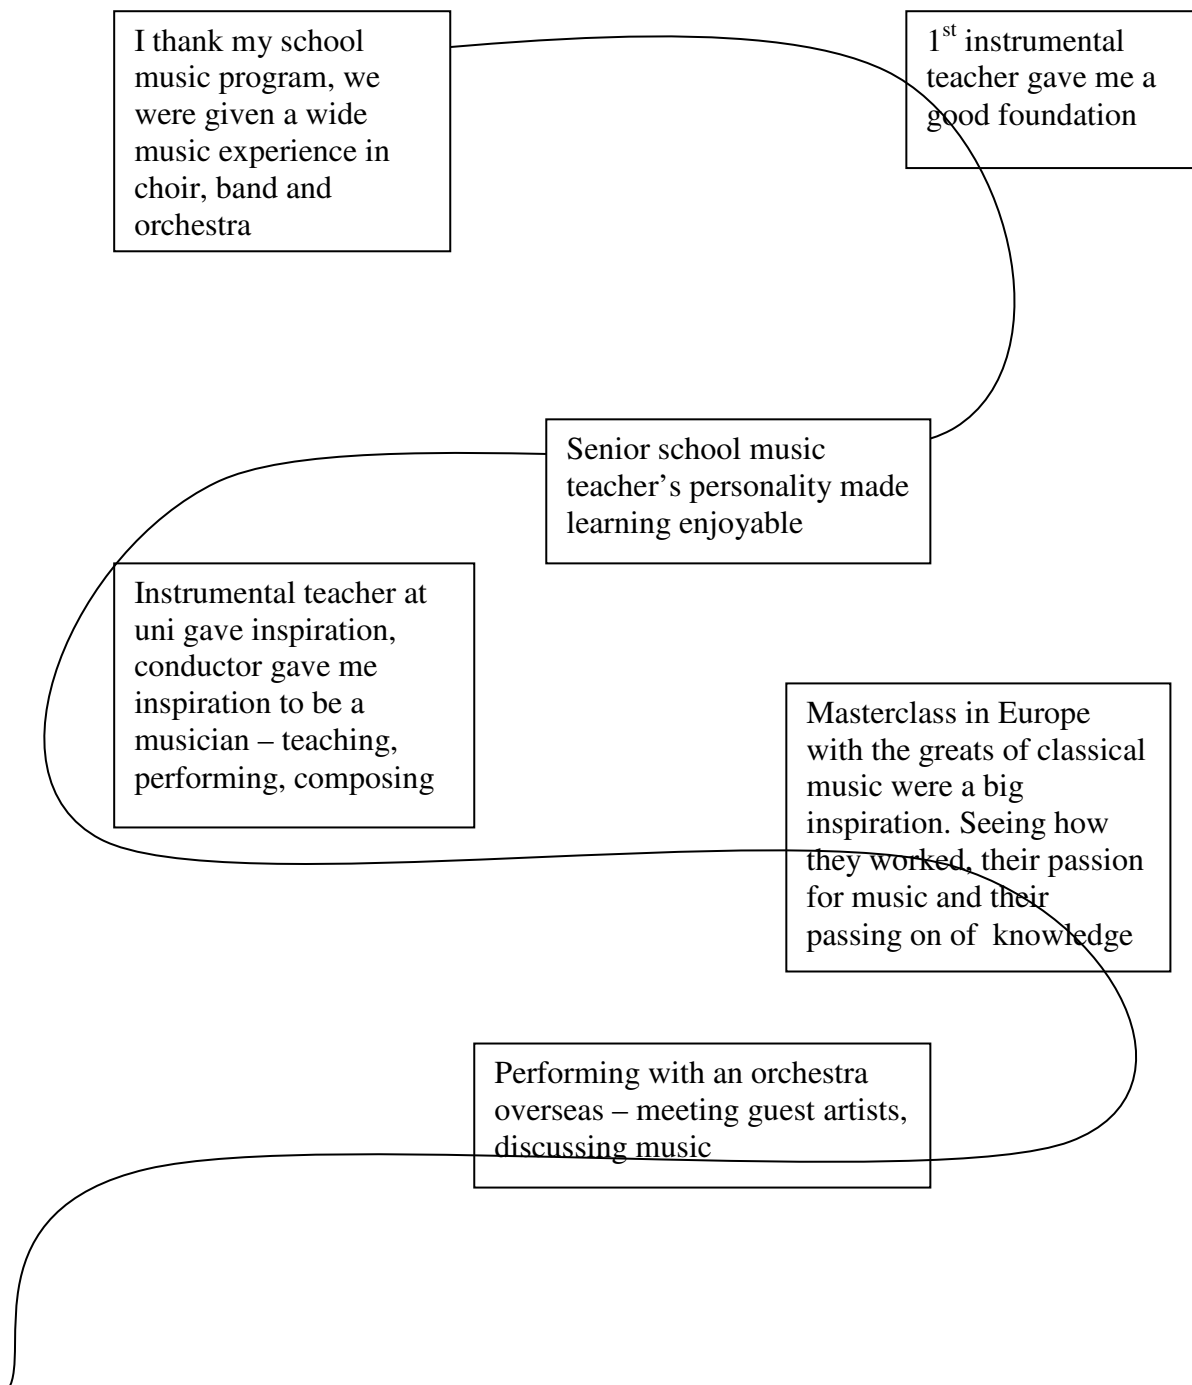 I thank my school
music program, we
were given a wide
music experience in
choir, band and
orchestra
1st instrumental
teacher gave me a
good foundation
Senior school music
teacher’s personality made
learning enjoyable
Instrumental teacher at
uni gave inspiration,
conductor gave me
inspiration to be a
musician – teaching,
performing, composing
Masterclass in Europe
with the greats of classical
music were a big
inspiration. Seeing how
they worked, their passion
for music and their
passing on of  knowledge
Performing with an orchestra
overseas – meeting guest artists,
discussing music